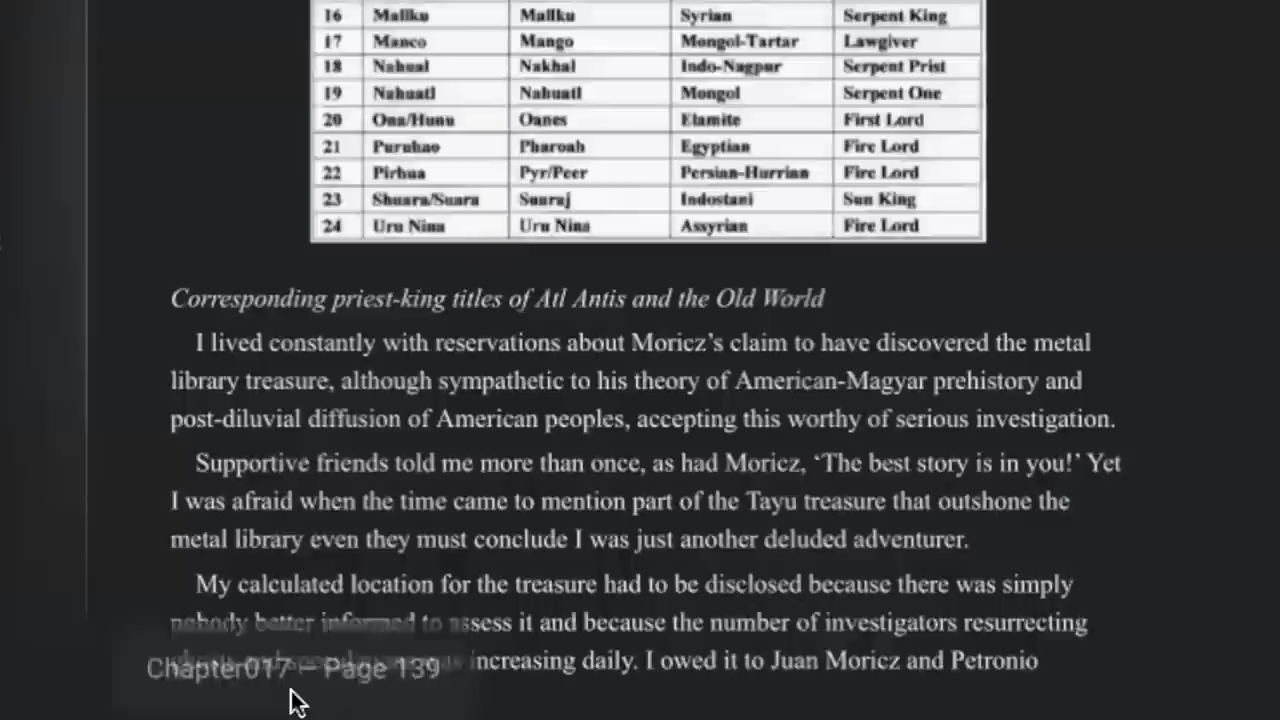 16 Mallku Mallku Syrian Serpent King
17 Manco Mango Mongol-Tartar Lawgiver
18 Nahual Nakhal Indo-Nagpur Serpent Prist
19 Nahuatl Nahuatl Mongol Serpent One
20 Ona/Hunu Oanes Elamite First Lord
21 Puruhao Pharoah Egyptian Fire Lord
22 Pirhua Pyr/Peer Persian-Hurrian Fire Lord
23 Shuara/Suara Suuraj Indostani Sun King
24 Uru Nina Uru Nina Assyrian Fire Lord
Corresponding priest-king titles of Atl Antis and the Old World
I lived constantly with reservations about Moricz’s claim to have discovered the metal
library treasure, although sympathetic to his theory of American-Magyar prehistory and
post-diluvial diffusion of American peoples, accepting this worthy of serious investigation.
Supportive friends told me more than once, as had Moricz, ‘The best story is in you!’ Yet
I was afraid when the time came to mention part of the Tayu treasure that outshone the
metal library even they must conclude I was just another deluded adventurer.
My calculated location for the treasure had to be disclosed because there was simply
nobody better informed to assess it and because the number of investigators resurrecting
increasing daily. I owed it to Juan Moricz and Petronio
Chapter017 – Page 139